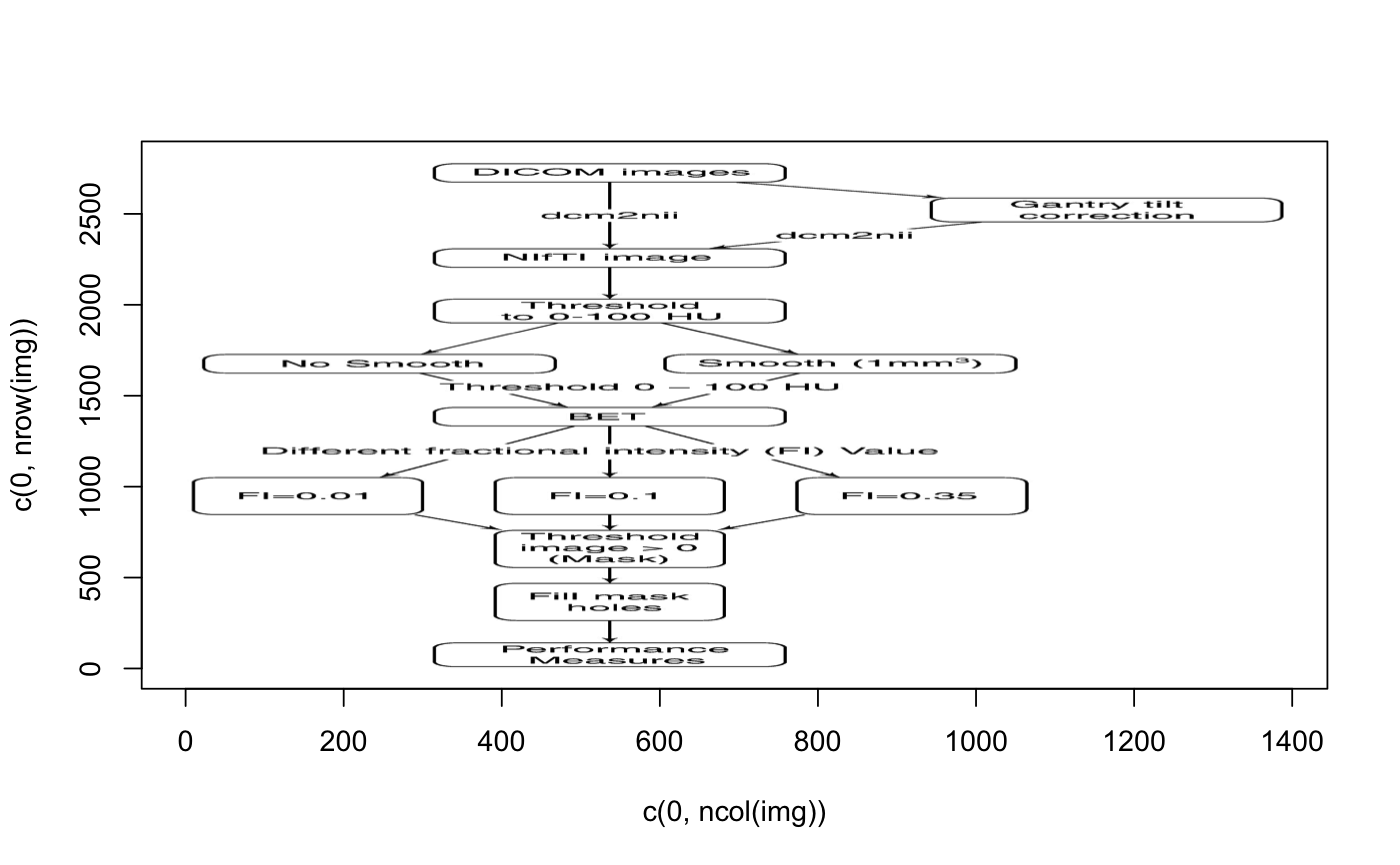 DICOM images
dcm2nii
Gantry tilt
correction
dcm2nii
NIfTI image
Threshold
to 0-100 HU
No Smooth
Smooth (1mm³)
Threshold 0 – 100 HU
BET
Different fractional intensity (FI) Value
FI=0.01
FI=0.1
FI=0.35
Threshold
image > 0
(Mask)
Fill mask
holes
Performance
Measures
c(0, nrow(img))
2500
2000
1500
1000
500
0
0 200 400 600 800 1000 1200 1400
c(0, ncol(img))